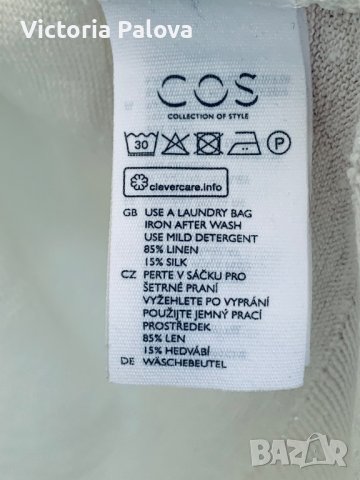 Victoria Palova
COS
COLLECTION OF STYLE
30 P
clevercare.info
GB USE A LAUNDRY BAG
IRON AFTER WASH
USE MILD DETERGENT
85% LINEN
15% SILK
CZ PERTE V SÁČKU PRO
ŠETRNÉ PRANÍ
VYŽEHLETE PO VYPRÁNÍ
POUŽIJTE JEMNÝ PRACÍ
PROSTŘEDEK
85% LEN
15% HEDVÁBÍ
DE WÄSCHEBEUTEL
BAZAR